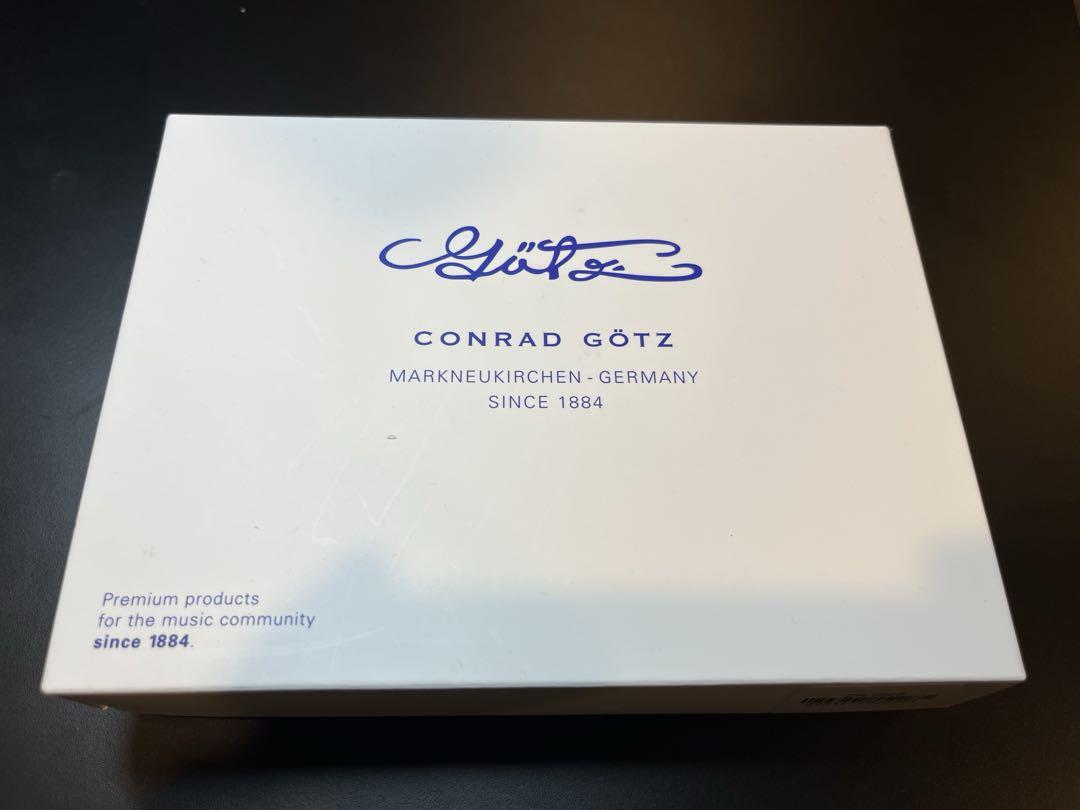 Götz
CONRAD GÖTZ
MARKNEUKIRCHEN - GERMANY
SINCE 1884
Premium products
for the music community
since 1884.